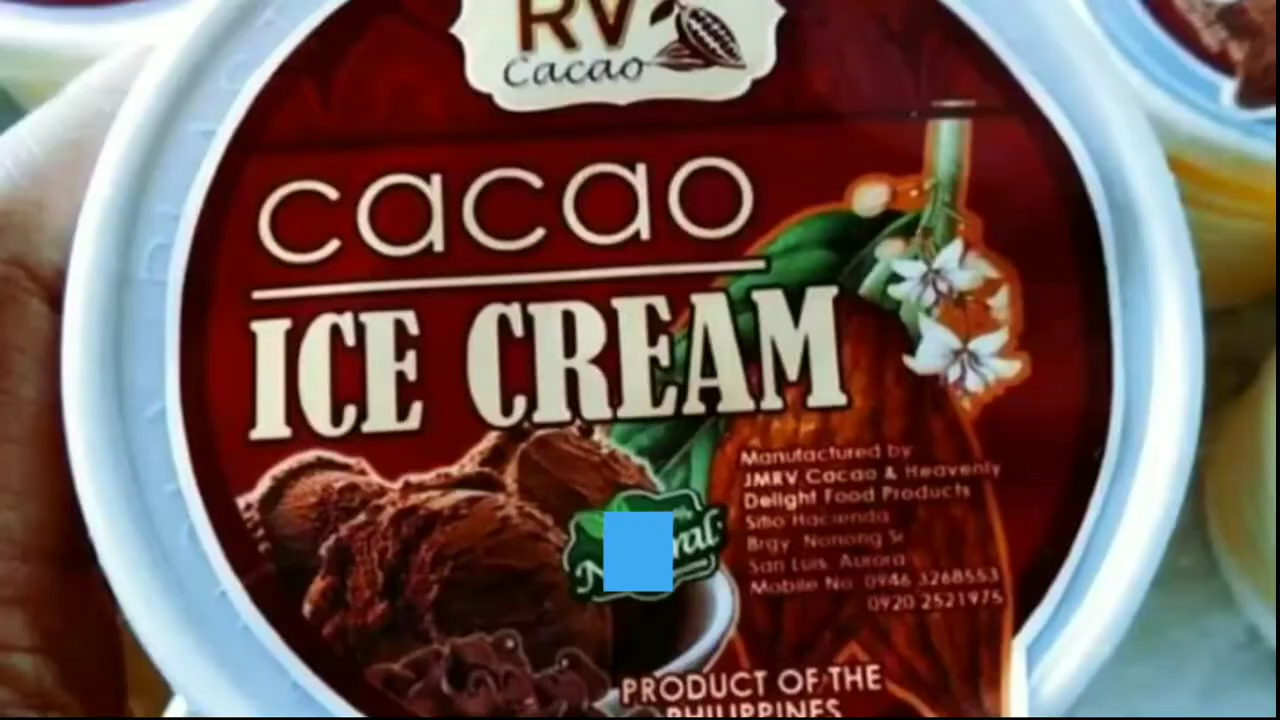 RV
Cacao
cacao
ICE CREAM
Manufactured by
JMRV Cacao & Heavenly
Delight Food Products
Sitio Hacienda
Brgy. Nonong Sr
San Luis, Aurora
Mobile No. 0946 3268553
0920 2521975
PRODUCT OF THE
PHILIPPINES